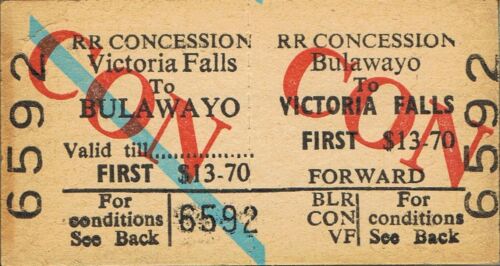 6592
RR CONCESSION
Victoria Falls
To
BULAWAYO
Valid till..................
FIRST $13-70
For
conditions
See Back
6592
CON
RR CONCESSION
Bulawayo
To
VICTORIA FALLS
FIRST $13-70
FORWARD
BLR
CON
VF
For
conditions
See Back
CON
6592